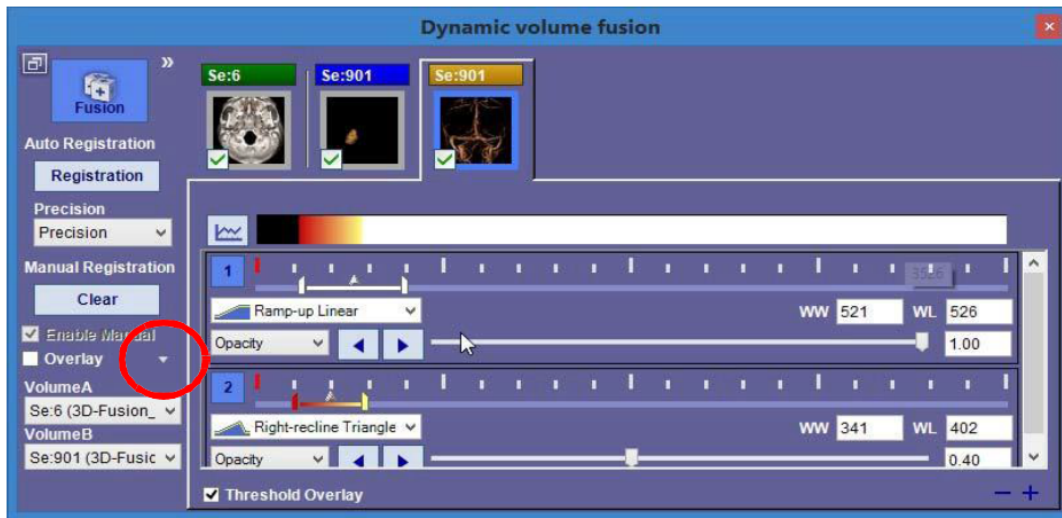 Dynamic volume fusion
Fusion
Auto Registration
Registration
Precision
Precision
Manual Registration
Clear
Enable Manual
Overlay
VolumeA
Se:6 (3D-Fusion_
VolumeB
Se:901 (3D-Fusic
Se:6
Se:901
Se:901
1
3526
Ramp-up Linear
WW 521 WL 526
Opacity
1.00
2
Right-recline Triangle
WW 341 WL 402
Opacity
0.40
Threshold Overlay